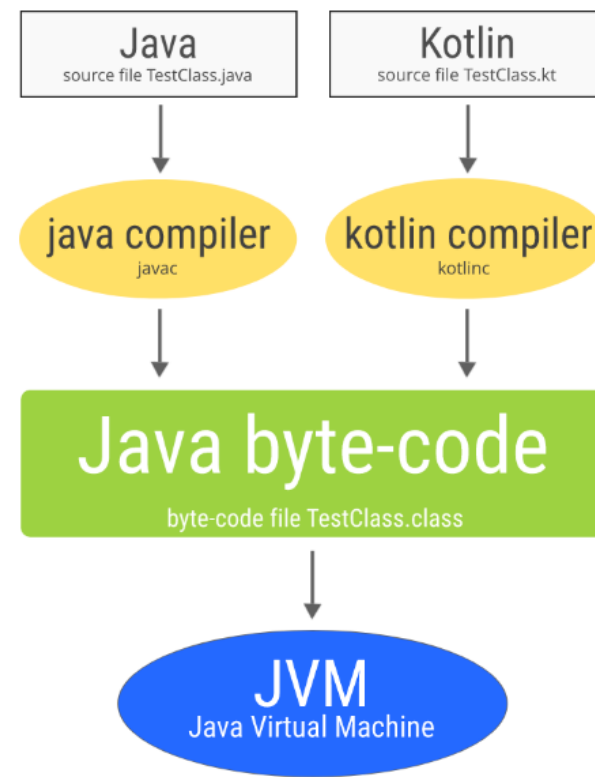 Java
source file TestClass.java
Kotlin
source file TestClass.kt
java compiler
javac
kotlin compiler
kotlinc
Java byte-code
byte-code file TestClass.class
JVM
Java Virtual Machine